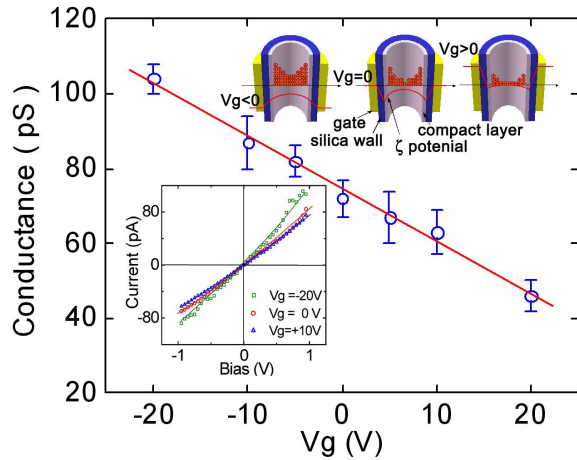 120
100
80
60
40
20
Conductance ( pS )
-20
-10
0
10
20
Vg (V)
Vg<0
Vg=0
Vg>0
gate
silica wall
ζ potenial
compact layer
80
0
-80
Current (pA)
-1
0
1
Bias (V)
Vg =-20V
Vg = 0 V
Vg=+10V